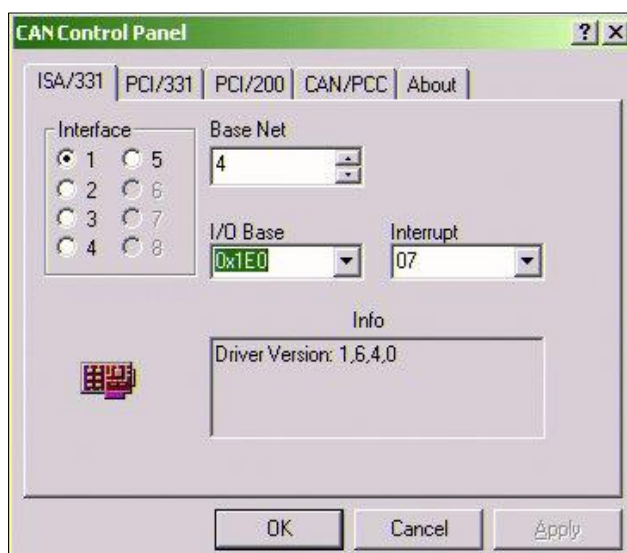 CAN Control Panel
ISA/331 PCI/331 PCI/200 CAN/PCC About
Interface
1 5
2 6
3 7
4 8
Base Net
4
I/O Base
0x1E0
Interrupt
07
Info
Driver Version: 1,6,4,0
OK Cancel Apply